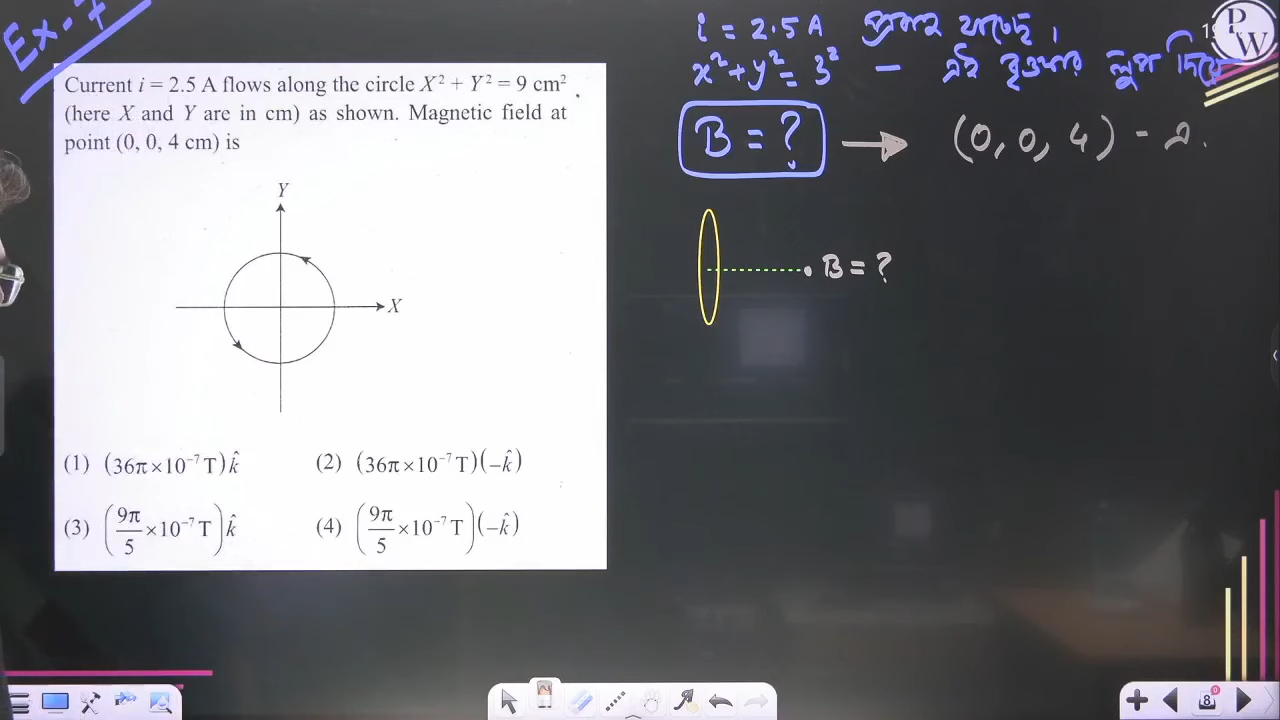 Ex. 7
Current i = 2.5 A flows along the circle X² + Y² = 9 cm²
(here X and Y are in cm) as shown. Magnetic field at
point (0, 0, 4 cm) is
Y
X
(1) (36π×10⁻⁷ T) k̂
(2) (36π×10⁻⁷ T)(−k̂)
(3) (9π/5 ×10⁻⁷ T) k̂
(4) (9π/5 ×10⁻⁷ T)(−k̂)
i = 2.5 A প্রবাহ
x² + y² = 3² – এই বৃত্তাকার লুপ দিয়ে
B = ? → (0, 0, 4) - এ.
B = ?
PW